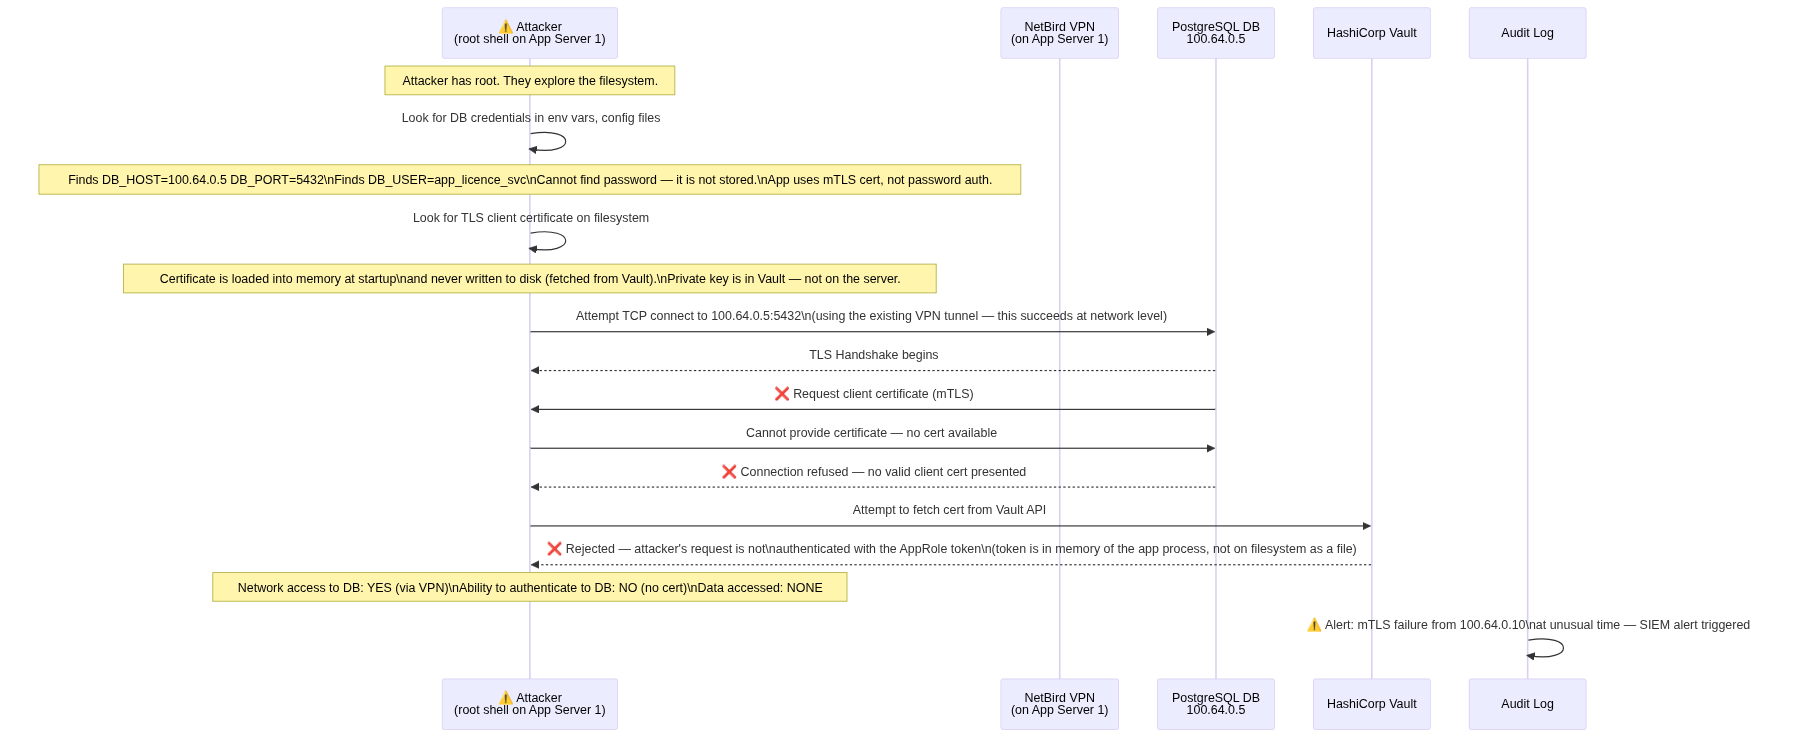 ⚠️ Attacker
(root shell on App Server 1)
NetBird VPN
(on App Server 1)
PostgreSQL DB
100.64.0.5
HashiCorp Vault
Audit Log
Attacker has root. They explore the filesystem.
Look for DB credentials in env vars, config files
Finds DB_HOST=100.64.0.5 DB_PORT=5432\nFinds DB_USER=app_licence_svc\nCannot find password — it is not stored.\nApp uses mTLS cert, not password auth.
Look for TLS client certificate on filesystem
Certificate is loaded into memory at startup\nand never written to disk (fetched from Vault).\nPrivate key is in Vault — not on the server.
Attempt TCP connect to 100.64.0.5:5432\n(using the existing VPN tunnel — this succeeds at network level)
TLS Handshake begins
❌ Request client certificate (mTLS)
Cannot provide certificate — no cert available
❌ Connection refused — no valid client cert presented
Attempt to fetch cert from Vault API
❌ Rejected — attacker's request is not\nauthenticated with the AppRole token\n(token is in memory of the app process, not on filesystem as a file)
Network access to DB: YES (via VPN)\nAbility to authenticate to DB: NO (no cert)\nData accessed: NONE
⚠️ Alert: mTLS failure from 100.64.0.10\nat unusual time — SIEM alert triggered
⚠️ Attacker
(root shell on App Server 1)
NetBird VPN
(on App Server 1)
PostgreSQL DB
100.64.0.5
HashiCorp Vault
Audit Log